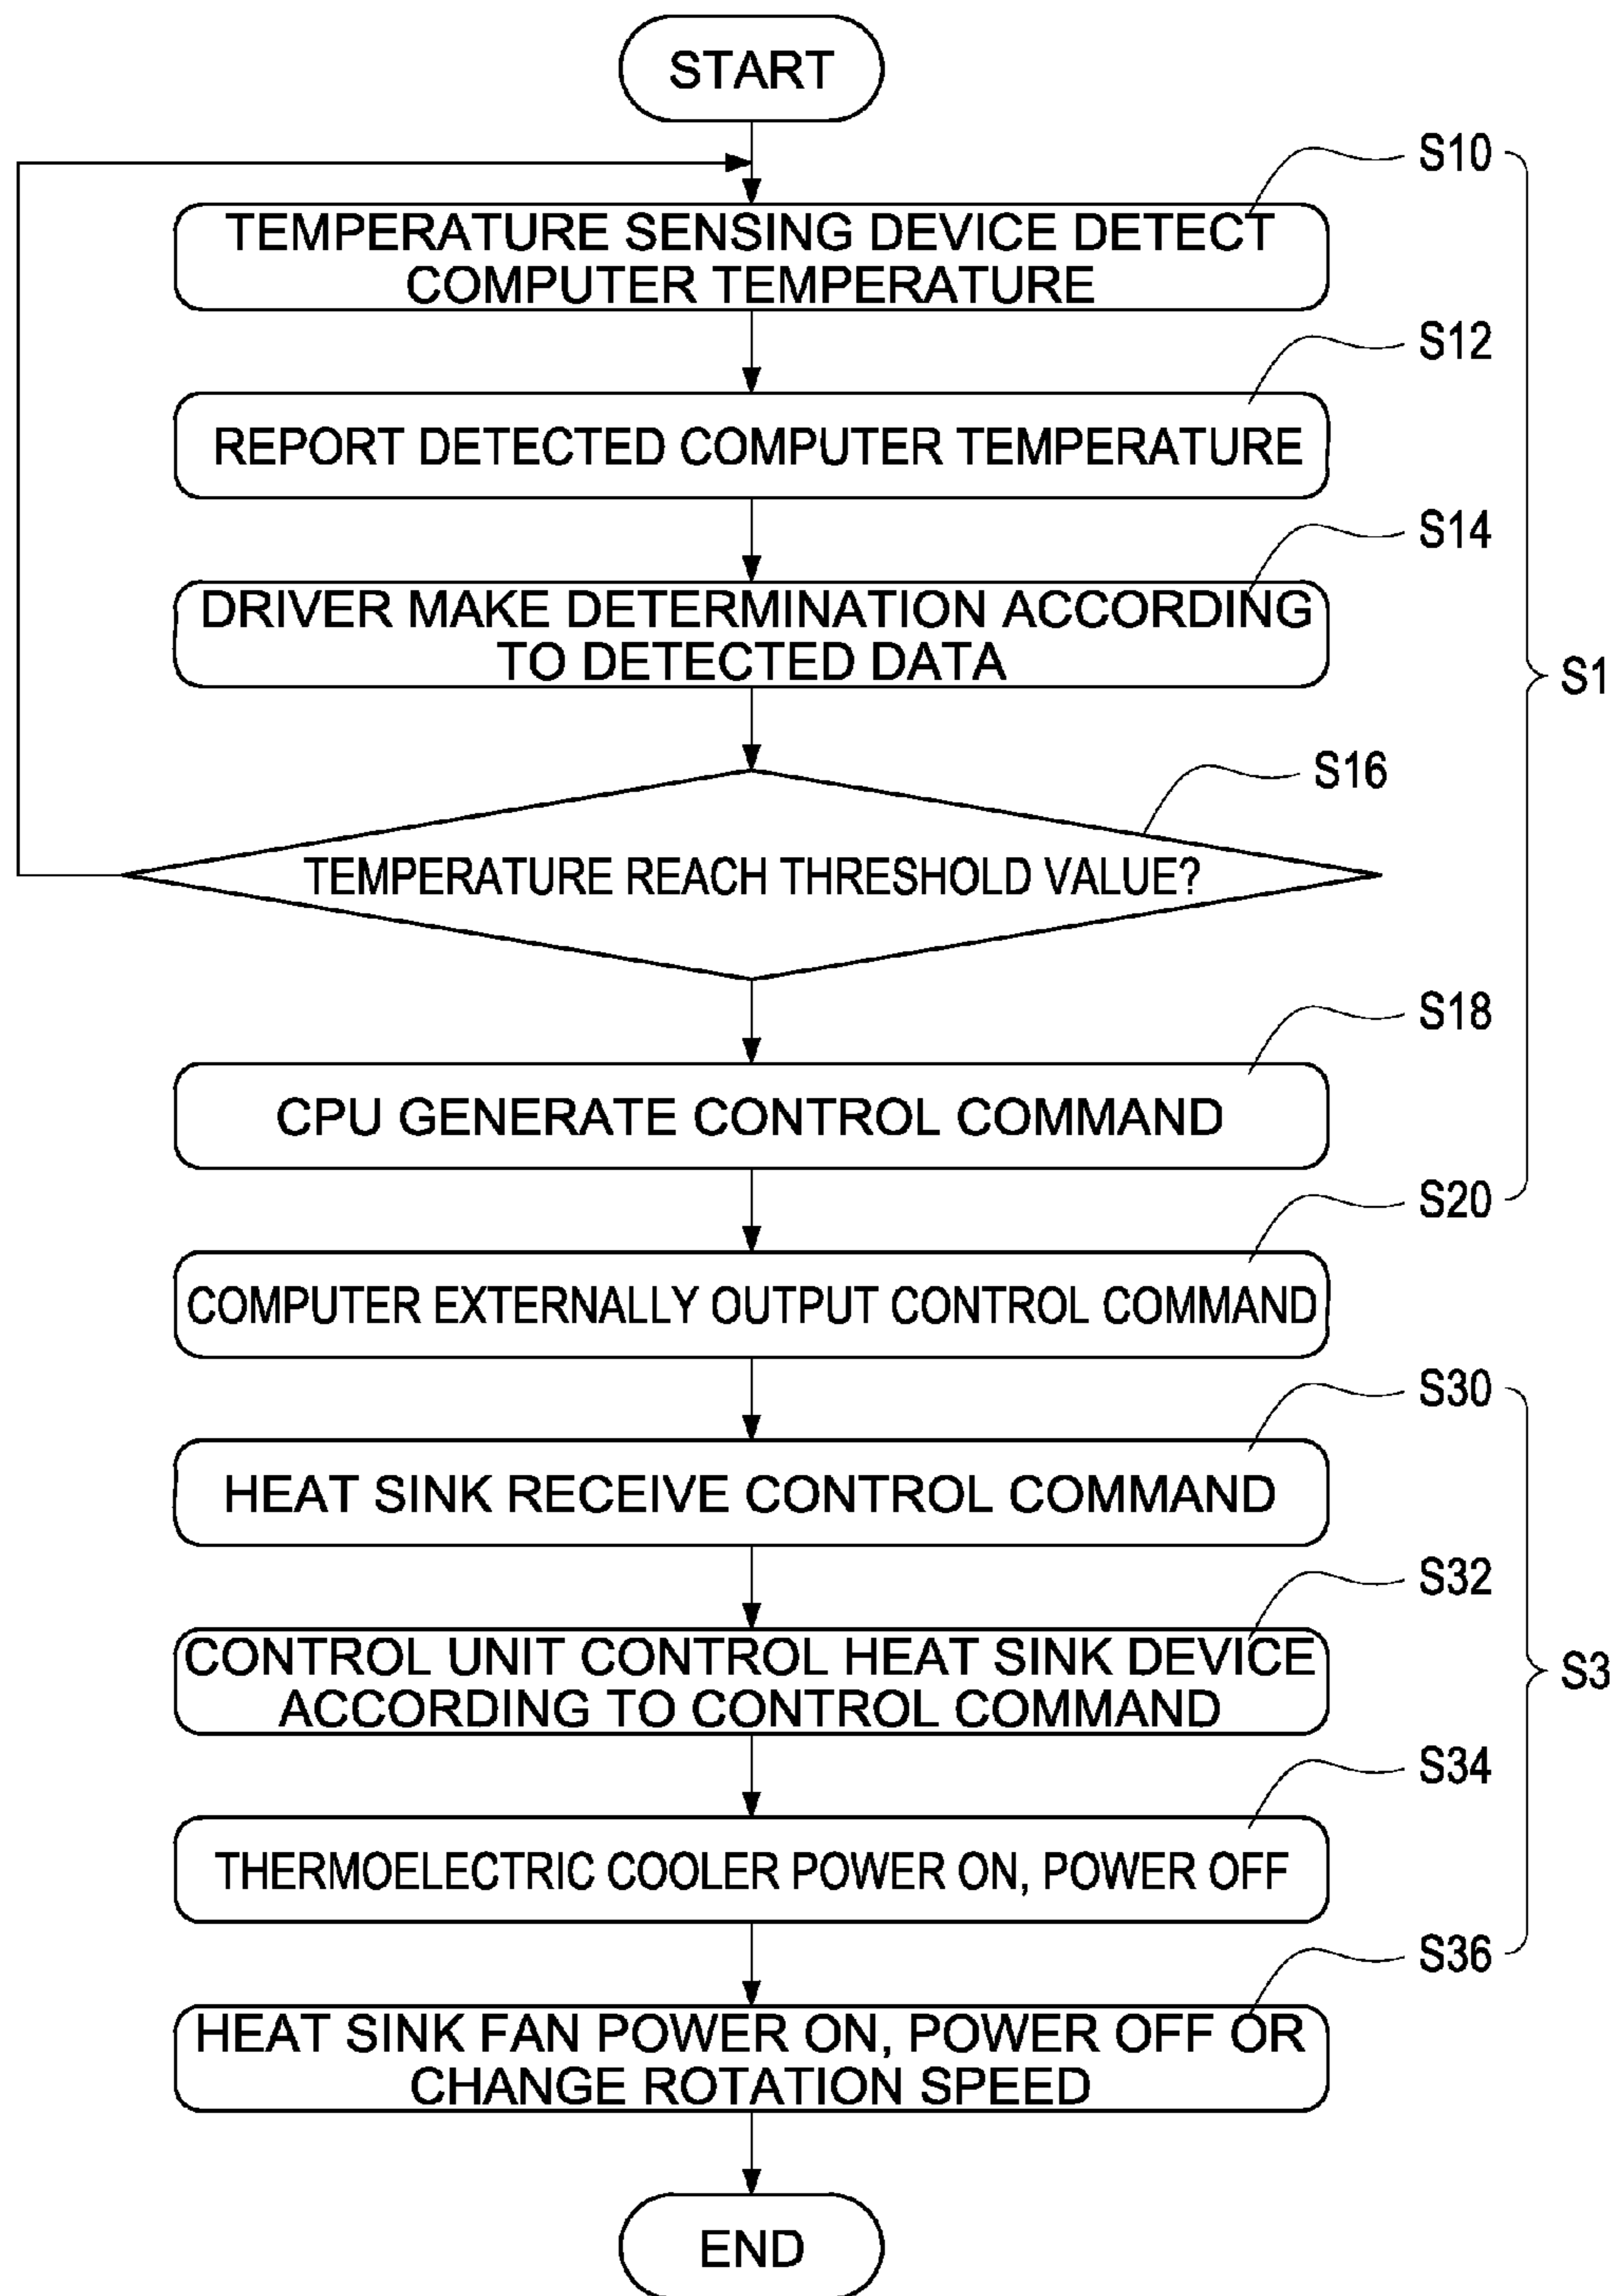 START
S10
TEMPERATURE SENSING DEVICE DETECT
COMPUTER TEMPERATURE
S12
REPORT DETECTED COMPUTER TEMPERATURE
S14
DRIVER MAKE DETERMINATION ACCORDING
TO DETECTED DATA
S1
S16
TEMPERATURE REACH THRESHOLD VALUE?
S18
CPU GENERATE CONTROL COMMAND
S20
COMPUTER EXTERNALLY OUTPUT CONTROL COMMAND
S30
HEAT SINK RECEIVE CONTROL COMMAND
S32
CONTROL UNIT CONTROL HEAT SINK DEVICE
ACCORDING TO CONTROL COMMAND
S3
S34
THERMOELECTRIC COOLER POWER ON, POWER OFF
S36
HEAT SINK FAN POWER ON, POWER OFF OR
CHANGE ROTATION SPEED
END